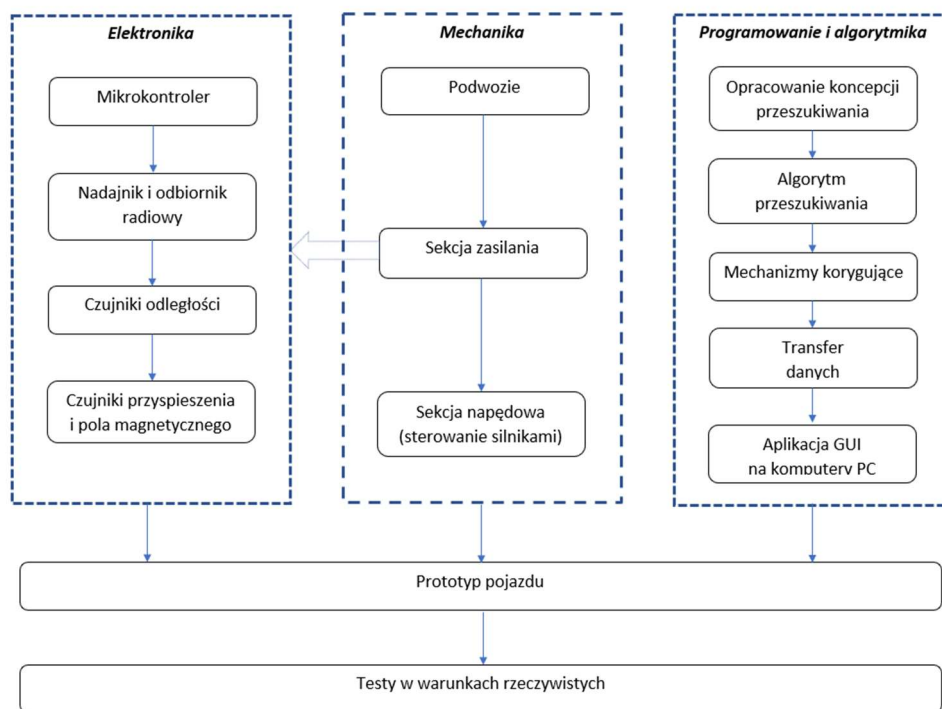 Elektronika
Mikrokontroler
Nadajnik i odbiornik
radiowy
Czujniki odległości
Czujniki przyspieszenia
i pola magnetycznego
Mechanika
Podwozie
Sekcja zasilania
Sekcja napędowa
(sterowanie silnikami)
Programowanie i algorytmika
Opracowanie koncepcji
przeszukiwania
Algorytm
przeszukiwania
Mechanizmy korygujące
Transfer
danych
Aplikacja GUI
na komputery PC
Prototyp pojazdu
Testy w warunkach rzeczywistych